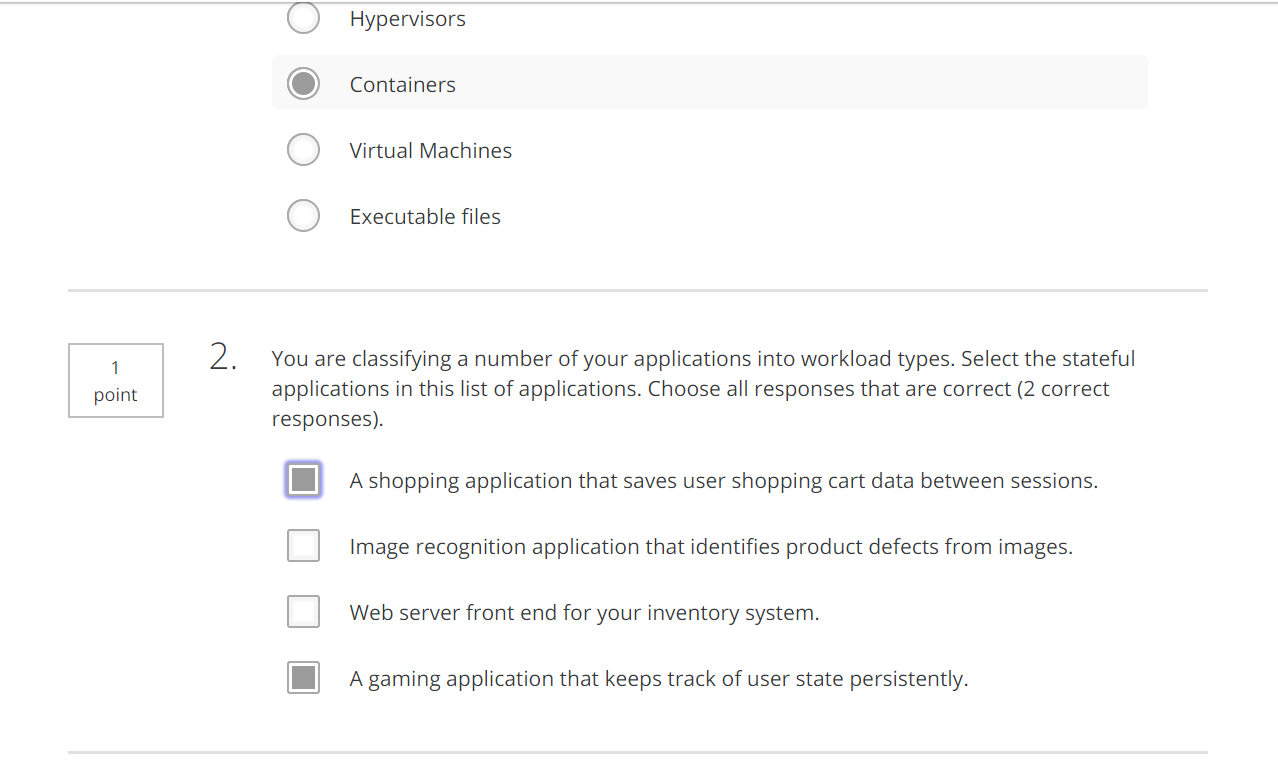 Hypervisors
Containers
Virtual Machines
Executable files
1
point
2.
You are classifying a number of your applications into workload types. Select the stateful
applications in this list of applications. Choose all responses that are correct (2 correct
responses).
A shopping application that saves user shopping cart data between sessions.
Image recognition application that identifies product defects from images.
Web server front end for your inventory system.
A gaming application that keeps track of user state persistently.